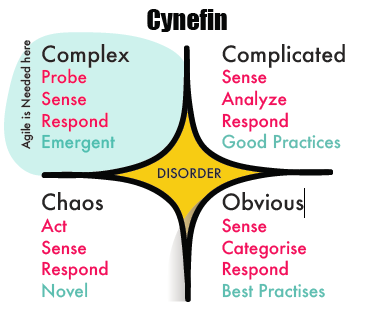 Cynefin
Agile is Needed here
Complex
Probe
Sense
Respond
Emergent
Complicated
Sense
Analyze
Respond
Good Practices
DISORDER
Chaos
Act
Sense
Respond
Novel
Obvious
Sense
Categorise
Respond
Best Practises